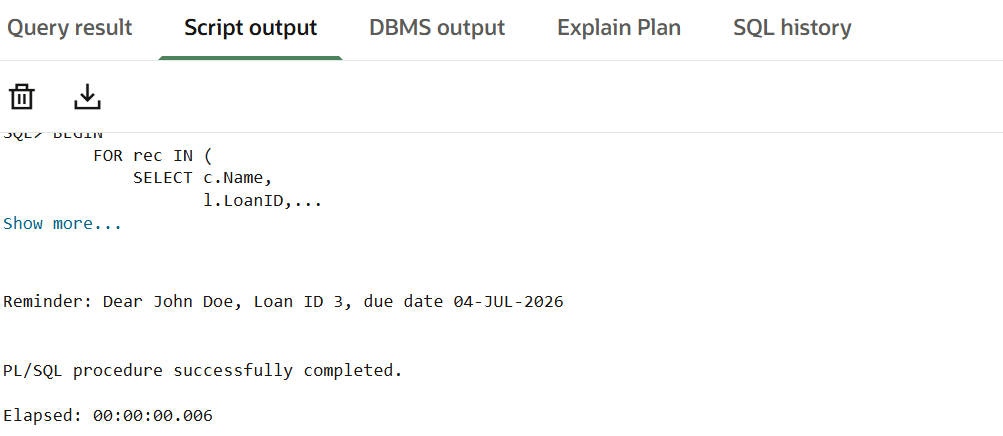 Query result Script output DBMS output Explain Plan SQL history
SQL> BEGIN
FOR rec IN (
SELECT c.Name,
l.LoanID,...
Show more...
Reminder: Dear John Doe, Loan ID 3, due date 04-JUL-2026
PL/SQL procedure successfully completed.
Elapsed: 00:00:00.006